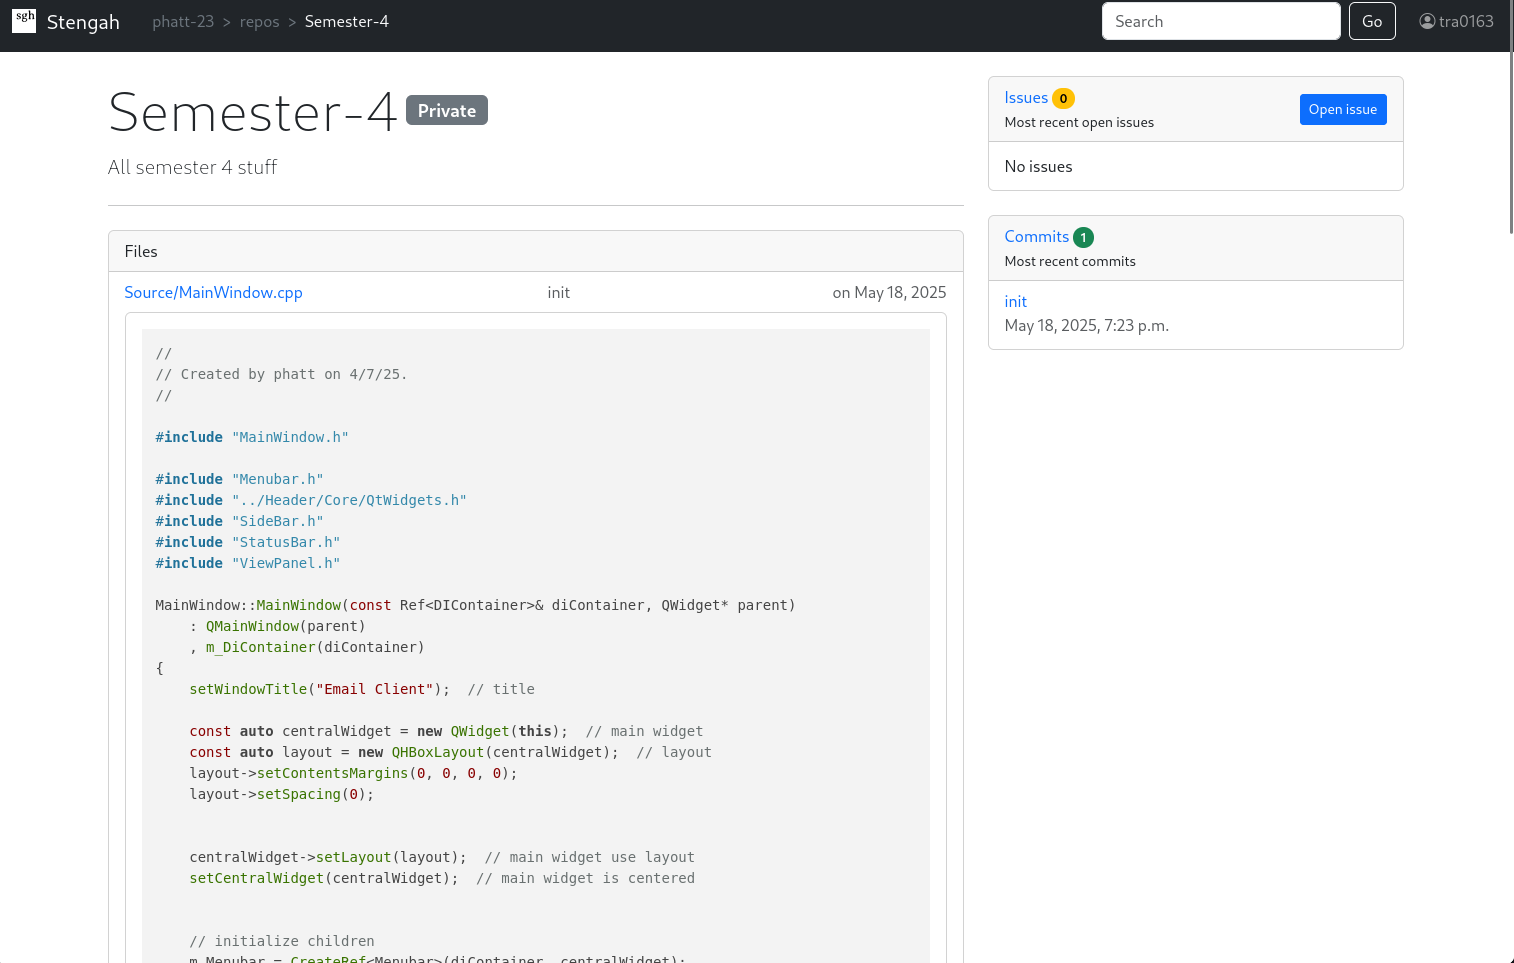 sgh Stengah phatt-23 > repos > Semester-4 Search Go tra0163
Semester-4 Private
All semester 4 stuff
Files
Source/MainWindow.cpp init on May 18, 2025
//
// Created by phatt on 4/7/25.
//
#include "MainWindow.h"
#include "Menubar.h"
#include "../Header/Core/QtWidgets.h"
#include "SideBar.h"
#include "StatusBar.h"
#include "ViewPanel.h"
MainWindow::MainWindow(const Ref<DIContainer>& diContainer, QWidget* parent)
    : QMainWindow(parent)
    , m_DiContainer(diContainer)
{
    setWindowTitle("Email Client");  // title
    const auto centralWidget = new QWidget(this);  // main widget
    const auto layout = new QHBoxLayout(centralWidget);  // layout
    layout->setContentsMargins(0, 0, 0, 0);
    layout->setSpacing(0);
    centralWidget->setLayout(layout);  // main widget use layout
    setCentralWidget(centralWidget);  // main widget is centered
    // initialize children
    m_Menubar = CreateRef<Menubar>(diContainer, centralWidget);
Issues 0
Most recent open issues
Open issue
No issues
Commits 1
Most recent commits
init
May 18, 2025, 7:23 p.m.